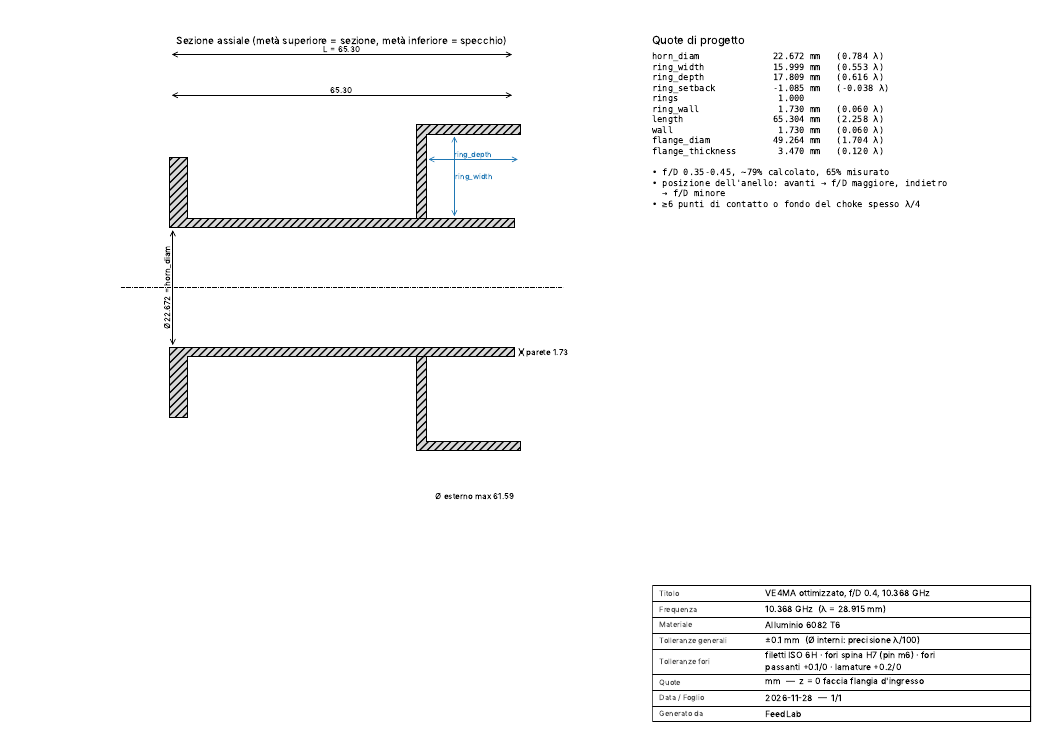 Sezione assiale (metà superiore = sezione, metà inferiore = specchio)
L = 65.30
65.30
ring_depth
ring_width
Ø22.672 = horn_diam
parete 1.73
Ø esterno max 61.59
Quote di progetto
horn_diam 22.672 mm (0.784 λ)
ring_width 15.999 mm (0.553 λ)
ring_depth 17.809 mm (0.616 λ)
ring_setback -1.085 mm (-0.038 λ)
rings 1.000
ring_wall 1.730 mm (0.060 λ)
length 65.304 mm (2.258 λ)
wall 1.730 mm (0.060 λ)
flange_diam 49.264 mm (1.704 λ)
flange_thickness 3.470 mm (0.120 λ)
• f/D 0.35-0.45, ~79% calcolato, 65% misurato
• posizione dell'anello: avanti → f/D maggiore, indietro
→ f/D minore
• ≥6 punti di contatto o fondo del choke spesso λ/4
Titolo VE4MA ottimizzato, f/D 0.4, 10.368 GHz
Frequenza 10.368 GHz (λ = 28.915 mm)
Materiale Alluminio 6082 T6
Tolleranze generali ±0.1 mm (Ø interni: precisione λ/100)
Tolleranze fori filetti ISO 6H · fori spina H7 (pin m6) · fori
passanti +0.1/0 · lamature +0.2/0
Quote mm — z = 0 faccia flangia d'ingresso
Data / Foglio 2026-11-28 — 1/1
Generato da FeedLab